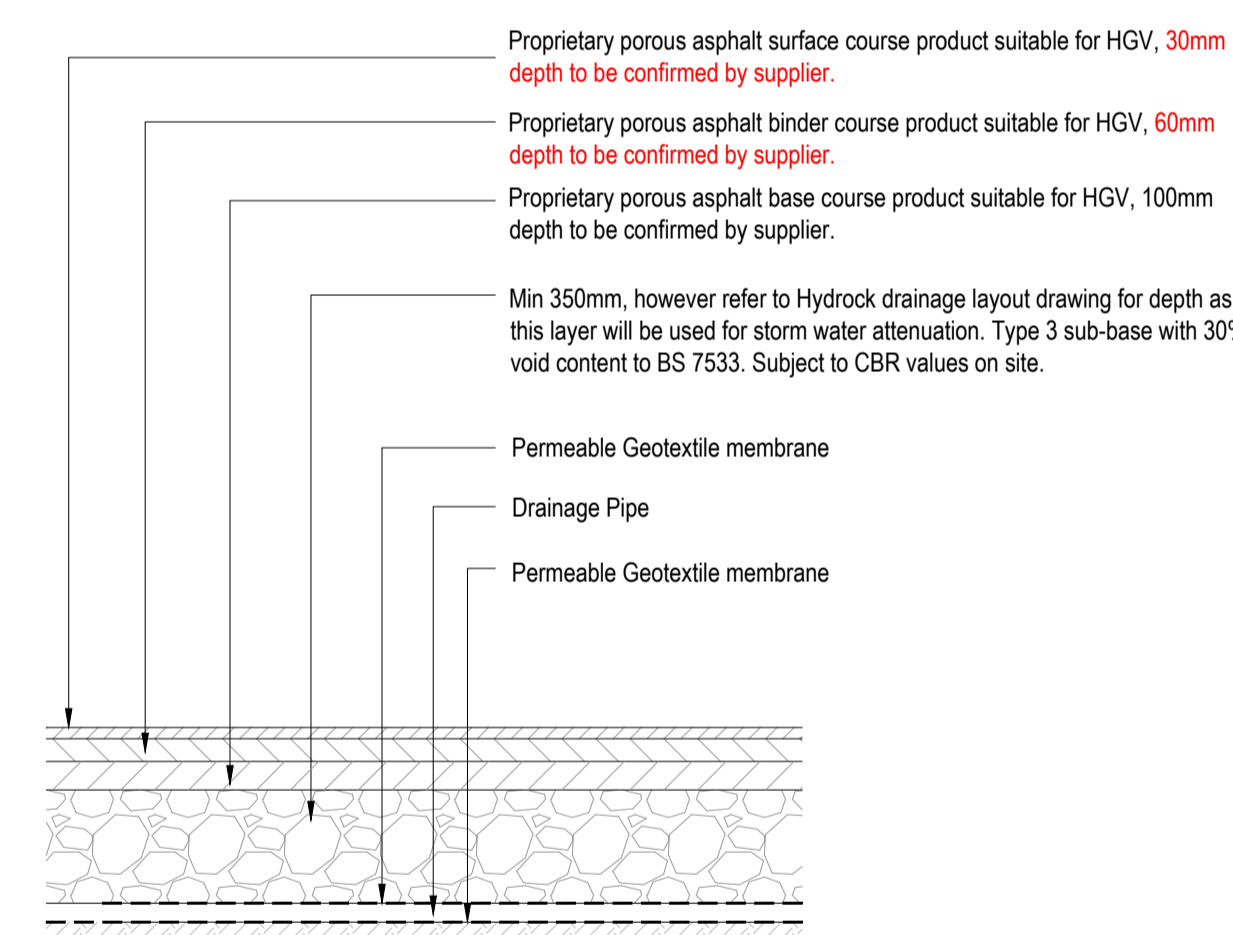 Proprietary porous asphalt surface course product suitable for HGV, 30mm
depth to be confirmed by supplier.
Proprietary porous asphalt binder course product suitable for HGV, 60mm
depth to be confirmed by supplier.
Proprietary porous asphalt base course product suitable for HGV, 100mm
depth to be confirmed by supplier.
Min 350mm, however refer to Hydrock drainage layout drawing for depth as
this layer will be used for storm water attenuation. Type 3 sub-base with 30%
void content to BS 7533. Subject to CBR values on site.
Permeable Geotextile membrane
Drainage Pipe
Permeable Geotextile membrane